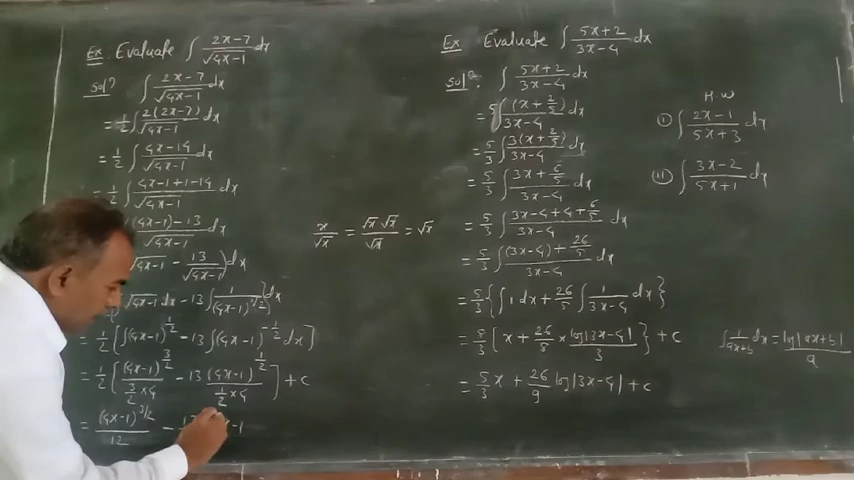 Ex. Evaluate ∫ (2x-7)/√(4x-1) dx
Sol? ∫ (2x-7)/√(4x-1) dx
= 1/2 ∫ 2(2x-7)/√(4x-1) dx
= 1/2 ∫ (4x-14)/√(4x-1) dx
= 1/2 ∫ (4x-1+1-14)/√(4x-1) dx
(4x-1)-13/√(4x-1) dx
√(4x-1) - 13/√(4x-1) dx
√(4x-1) dx - 13 ∫ 1/(4x-1)^(1/2) dx
= 1/2 [∫(4x-1)^(1/2) - 13 ∫(4x-1)^(-1/2) dx]
= 1/2 [(4x-1)^(3/2)/(3/2 × 4) - 13 (4x-1)^(1/2)/(1/2 × 4)] + c
= (4x-1)^(3/2)/12 - 13 x-1
x/√x = √x √x/√x = √x
Ex. Evaluate ∫ (5x+2)/(3x-4) dx
Solⁿ: ∫ (5x+2)/(3x-4) dx
= 5 ∫ (x+2/5)/(3x-4) dx
= 5/3 ∫ 3(x+2/5)/(3x-4) dx
= 5/3 ∫ (3x+6/5)/(3x-4) dx
= 5/3 ∫ (3x-4+4+6/5)/(3x-4) dx
= 5/3 ∫ ((3x-4)+26/5)/(3x-4) dx
= 5/3 {∫ 1 dx + 26/5 ∫ 1/(3x-4) dx}
= 5/3 [x + 26/5 × log|3x-4|/3} + c
= 5/3 x + 26/9 log|3x-4| + c
H.W
(i) ∫ (2x-1)/(5x+3) dx
(ii) ∫ (3x-2)/(5x+1) dx
∫ 1/(ax+b) dx = log|ax+b|/a